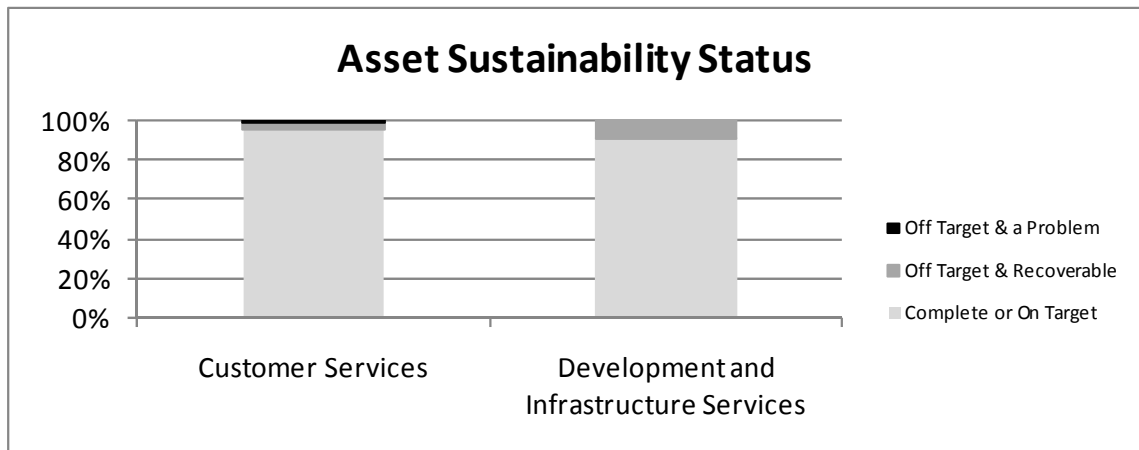 Asset Sustainability Status
100%
80%
60%
40%
20%
0%
Customer Services
Development and
Infrastructure Services
Off Target & a Problem
Off Target & Recoverable
Complete or On Target